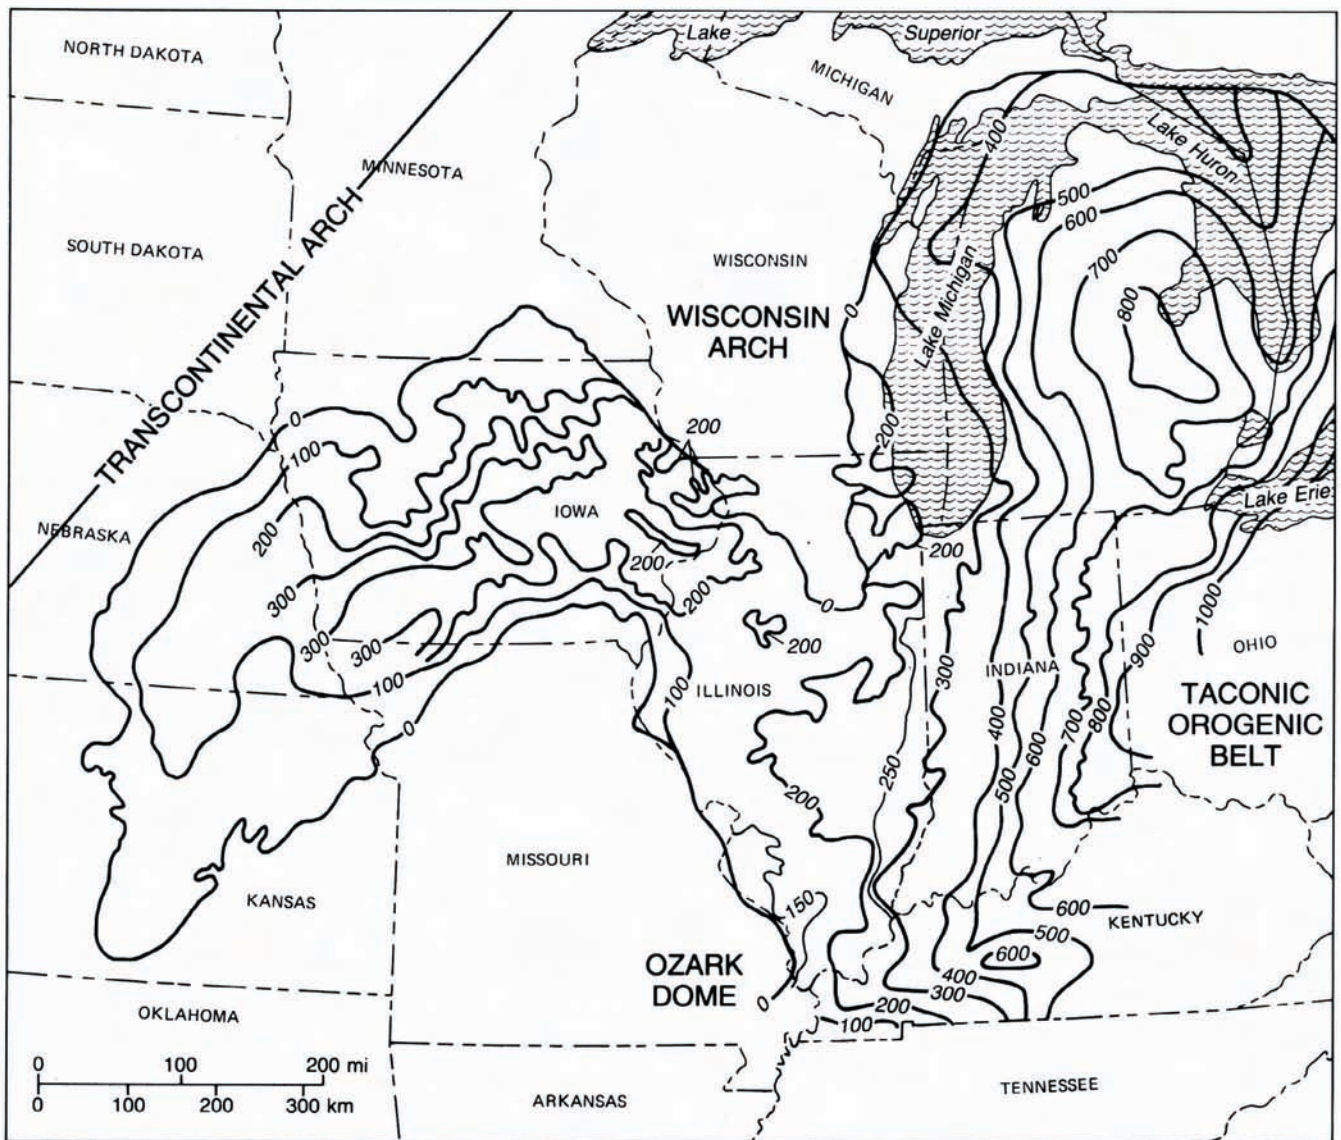 Lake
Superior
NORTH DAKOTA
MICHIGAN
MINNESOTA
400
Lake Huron
500
600
SOUTH DAKOTA
TRANSCONTINENTAL ARCH
WISCONSIN
WISCONSIN
ARCH
0
Lake Michigan
700
800
0
100
200
200
NEBRASKA
200
IOWA
Lake Erie
200
200
300
200
0
1000
300
300
200
900
OHIO
100
100
ILLINOIS
300
INDIANA
0
400
600
700
800
TACONIC
OROGENIC
BELT
250
500
200
MISSOURI
KANSAS
150
600
KENTUCKY
500
600
OZARK
DOME
400
300
0
200
100
OKLAHOMA
TENNESSEE
ARKANSAS
0 100 200 mi
0 100 200 300 km